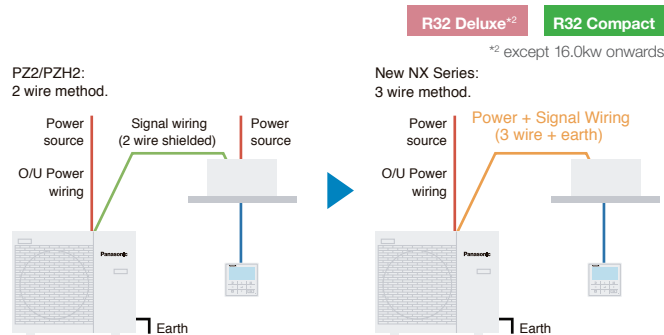 R32 Deluxe*2 R32 Compact
*2 except 16.0kw onwards
PZ2/PZH2:
2 wire method.
Power
source
Signal wiring
(2 wire shielded)
Power
source
O/U Power
wiring
Panasonic
Earth
New NX Series:
3 wire method.
Power
source
Power + Signal Wiring
(3 wire + earth)
O/U Power
wiring
Panasonic
Earth